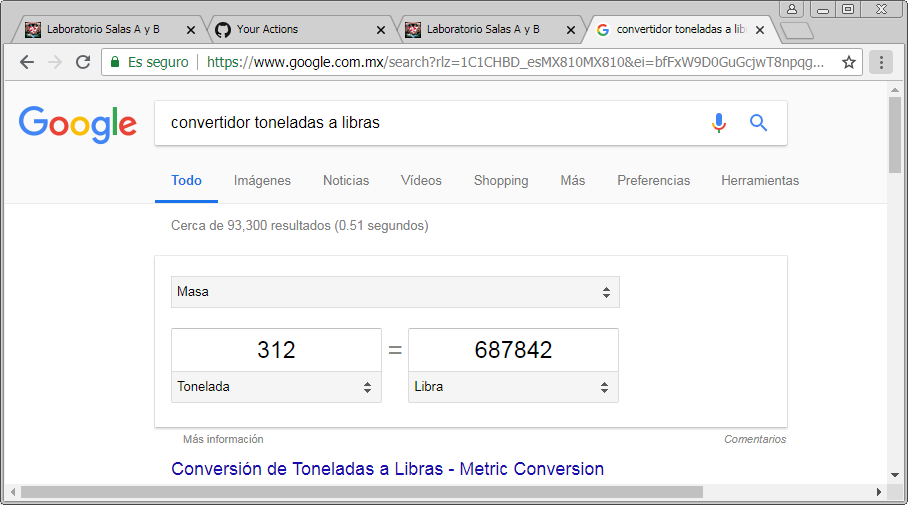 Laboratorio Salas A y B
Your Actions
Laboratorio Salas A y B
convertidor toneladas a lib
Es seguro
https://www.google.com.mx/search?rlz=1C1CHBD_esMX810MX810&ei=bfFxW9D0GuGcjwT8npqg...
Google
convertidor toneladas a libras
Todo Imágenes Noticias Vídeos Shopping Más Preferencias Herramientas
Cerca de 93,300 resultados (0.51 segundos)
Masa
312 = 687842
Tonelada Libra
Más información Comentarios
Conversión de Toneladas a Libras - Metric Conversion